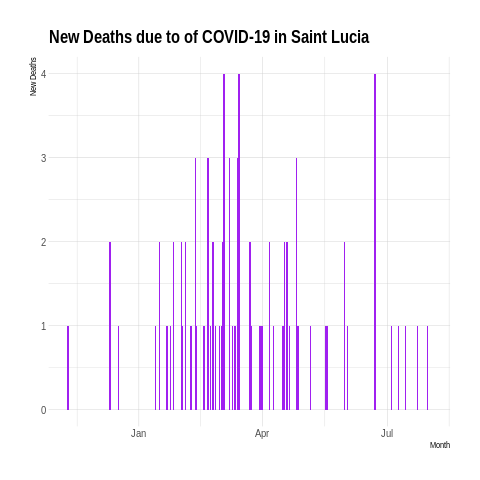 New Deaths due to of COVID-19 in Saint Lucia
New Deaths
4
3
2
1
0
Jan Apr Jul
Month